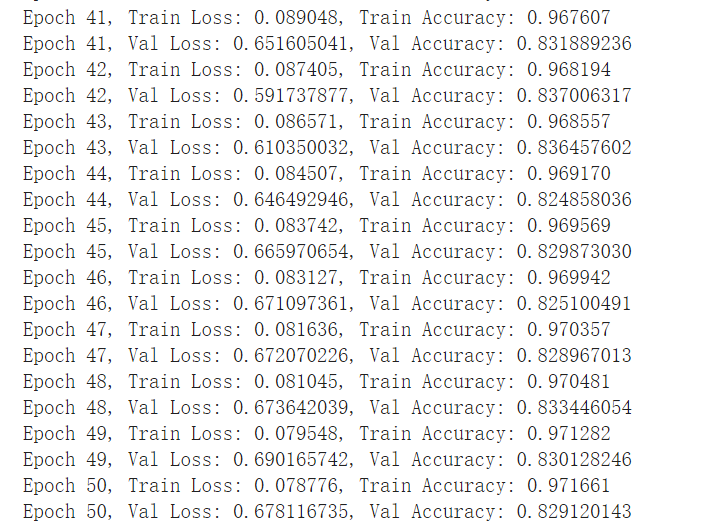 Epoch 41, Train Loss: 0.089048, Train Accuracy: 0.967607
Epoch 41, Val Loss: 0.651605041, Val Accuracy: 0.831889236
Epoch 42, Train Loss: 0.087405, Train Accuracy: 0.968194
Epoch 42, Val Loss: 0.591737877, Val Accuracy: 0.837006317
Epoch 43, Train Loss: 0.086571, Train Accuracy: 0.968557
Epoch 43, Val Loss: 0.610350032, Val Accuracy: 0.836457602
Epoch 44, Train Loss: 0.084507, Train Accuracy: 0.969170
Epoch 44, Val Loss: 0.646492946, Val Accuracy: 0.824858036
Epoch 45, Train Loss: 0.083742, Train Accuracy: 0.969569
Epoch 45, Val Loss: 0.665970654, Val Accuracy: 0.829873030
Epoch 46, Train Loss: 0.083127, Train Accuracy: 0.969942
Epoch 46, Val Loss: 0.671097361, Val Accuracy: 0.825100491
Epoch 47, Train Loss: 0.081636, Train Accuracy: 0.970357
Epoch 47, Val Loss: 0.672070226, Val Accuracy: 0.828967013
Epoch 48, Train Loss: 0.081045, Train Accuracy: 0.970481
Epoch 48, Val Loss: 0.673642039, Val Accuracy: 0.833446054
Epoch 49, Train Loss: 0.079548, Train Accuracy: 0.971282
Epoch 49, Val Loss: 0.690165742, Val Accuracy: 0.830128246
Epoch 50, Train Loss: 0.078776, Train Accuracy: 0.971661
Epoch 50, Val Loss: 0.678116735, Val Accuracy: 0.829120143